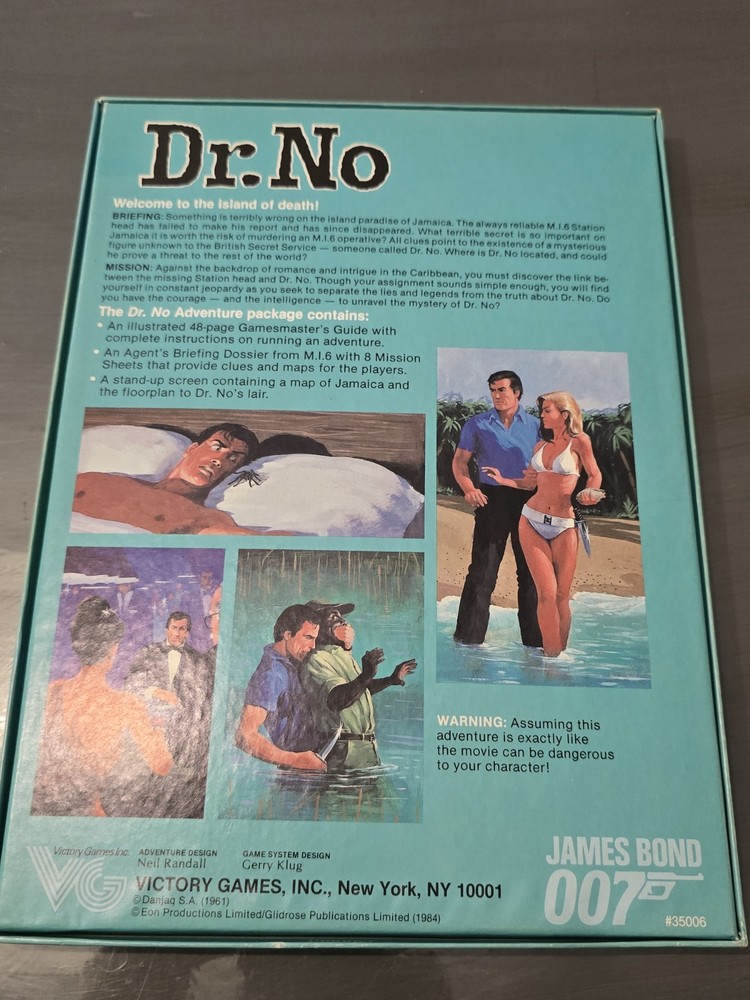 Dr. No
Welcome to the island of death!
BRIEFING: Something is terribly wrong on the island paradise of Jamaica. The always reliable M.I.6 Station
head has failed to make his report and has since disappeared. What terrible secret is so important on
Jamaica it is worth the risk of murdering an M.I.6 operative? All clues point to the existence of a mysterious
figure unknown to the British Secret Service — someone called Dr. No. Where is Dr. No located, and could
he prove a threat to the rest of the world?
MISSION: Against the backdrop of romance and intrigue in the Caribbean, you must discover the link be-
tween the missing Station head and Dr. No. Though your assignment sounds simple enough, you will find
yourself in constant jeopardy as you seek to separate the lies and legends from the truth about Dr. No. Do
you have the courage — and the intelligence — to unravel the mystery of Dr. No?
The Dr. No Adventure package contains:
• An illustrated 48-page Gamesmaster's Guide with
complete instructions on running an adventure.
• An Agent's Briefing Dossier from M.I.6 with 8 Mission
Sheets that provide clues and maps for the players.
• A stand-up screen containing a map of Jamaica and
the floorplan to Dr. No's lair.
WARNING: Assuming this
adventure is exactly like
the movie can be dangerous
to your character!
Victory Games Inc.
VG
ADVENTURE DESIGN
Neil Randall
GAME SYSTEM DESIGN
Gerry Klug
VICTORY GAMES, INC., New York, NY 10001
©Danjaq S.A. (1961)
©Eon Productions Limited/Glidrose Publications Limited (1984)
JAMES BOND
007
#35006